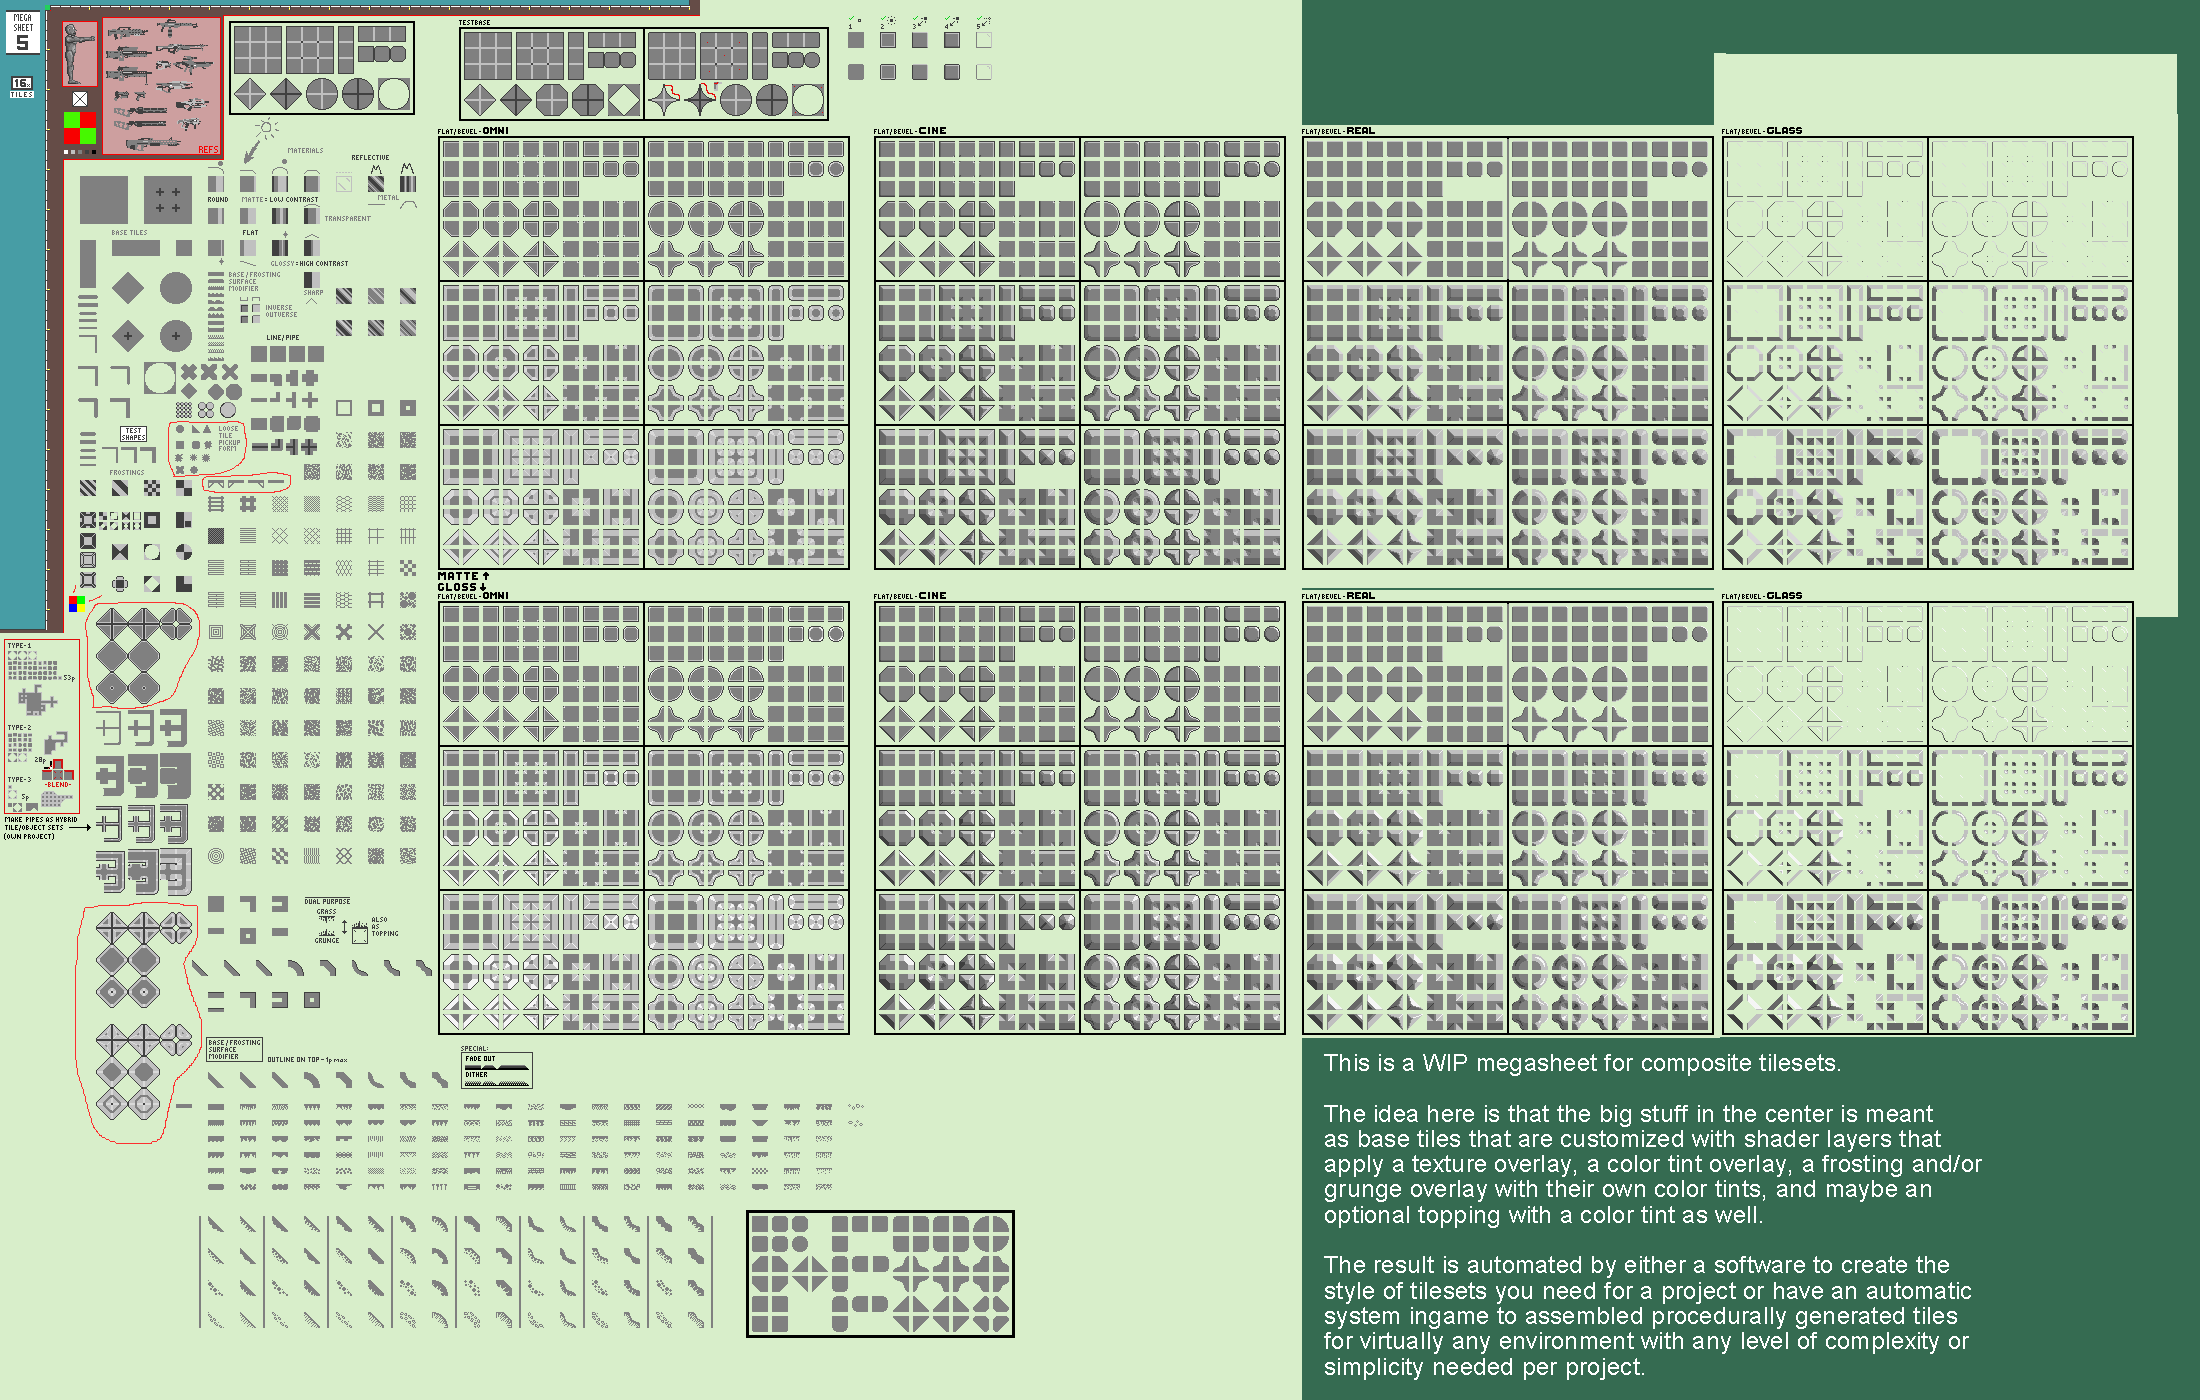 MEGA
SHEET
5
16x
TILES
REFS
TESTBASE
1
2
3
4
5
MATERIALS
REFLECTIVE
METAL
ROUND
MATTE = LOW CONTRAST
TRANSPARENT
FLAT
GLOSSY = HIGH CONTRAST
SHARP
BASE TILES
BASE / FROSTING
SURFACE
MODIFIER
INVERSE
OUTVERSE
LINE/PIPE
TEST
SHAPES
LOOSE
TILE
PICKUP
FORM
FROSTINGS
FLAT/BEVEL - OMNI
FLAT/BEVEL - CINE
FLAT/BEVEL - REAL
FLAT/BEVEL - GLASS
MATTE ↑
GLOSS ↓
FLAT/BEVEL - OMNI
FLAT/BEVEL - CINE
FLAT/BEVEL - REAL
FLAT/BEVEL - GLASS
TYPE-1
53p
TYPE-2
28p
-BLEND-
TYPE-3
5p
MAKE PIPES AS HYBRID
TILE/OBJECT SETS
(OWN PROJECT)
DUAL PURPOSE
GRASS
GRUNGE
ALSO
AS
TOPPING
BASE / FROSTING
SURFACE
MODIFIER
OUTLINE ON TOP - 1p max
SPECIAL:
FADE OUT
DITHER
This is a WIP megasheet for composite tilesets.
The idea here is that the big stuff in the center is meant
as base tiles that are customized with shader layers that
apply a texture overlay, a color tint overlay, a frosting and/or
grunge overlay with their own color tints, and maybe an
optional topping with a color tint as well.
The result is automated by either a software to create the
style of tilesets you need for a project or have an automatic
system ingame to assembled procedurally generated tiles
for virtually any environment with any level of complexity or
simplicity needed per project.